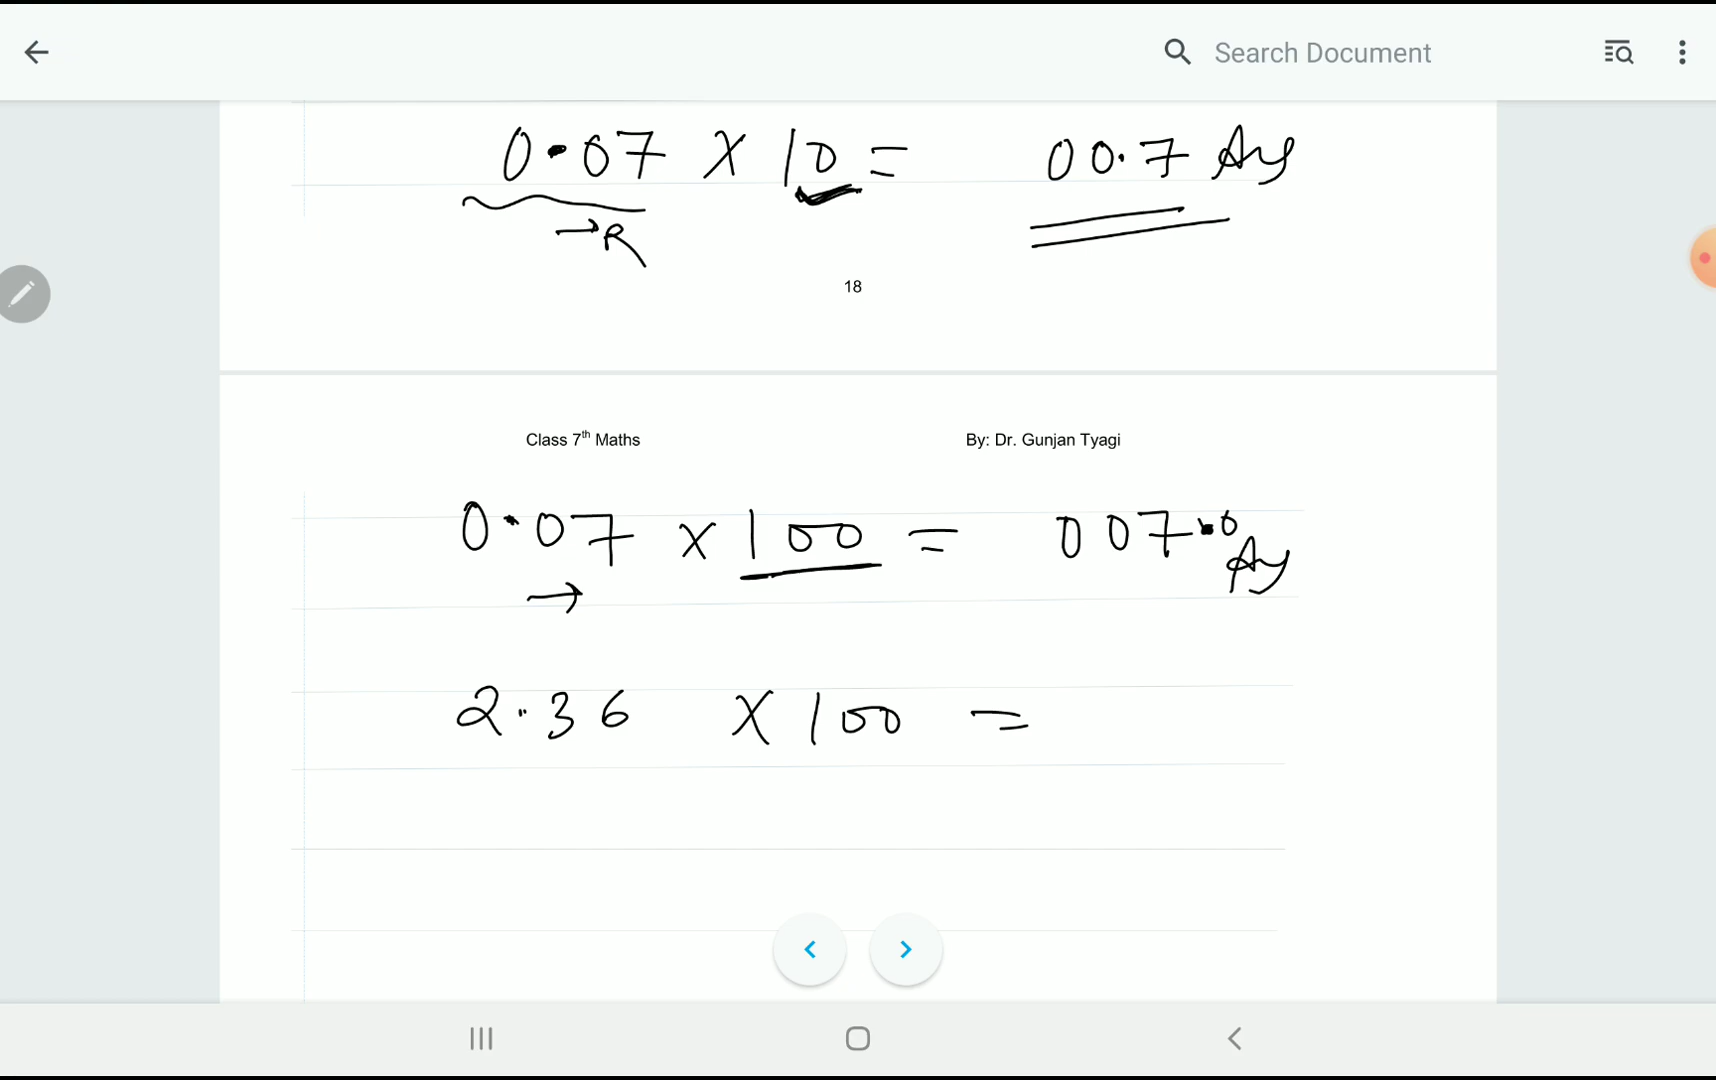 Search Document
0.07 X 10 = 00.7 Ans
→R
18
Class 7th Maths By: Dr. Gunjan Tyagi
0.07 x 100 = 007.0 Ans
→
2.36 X 100 =